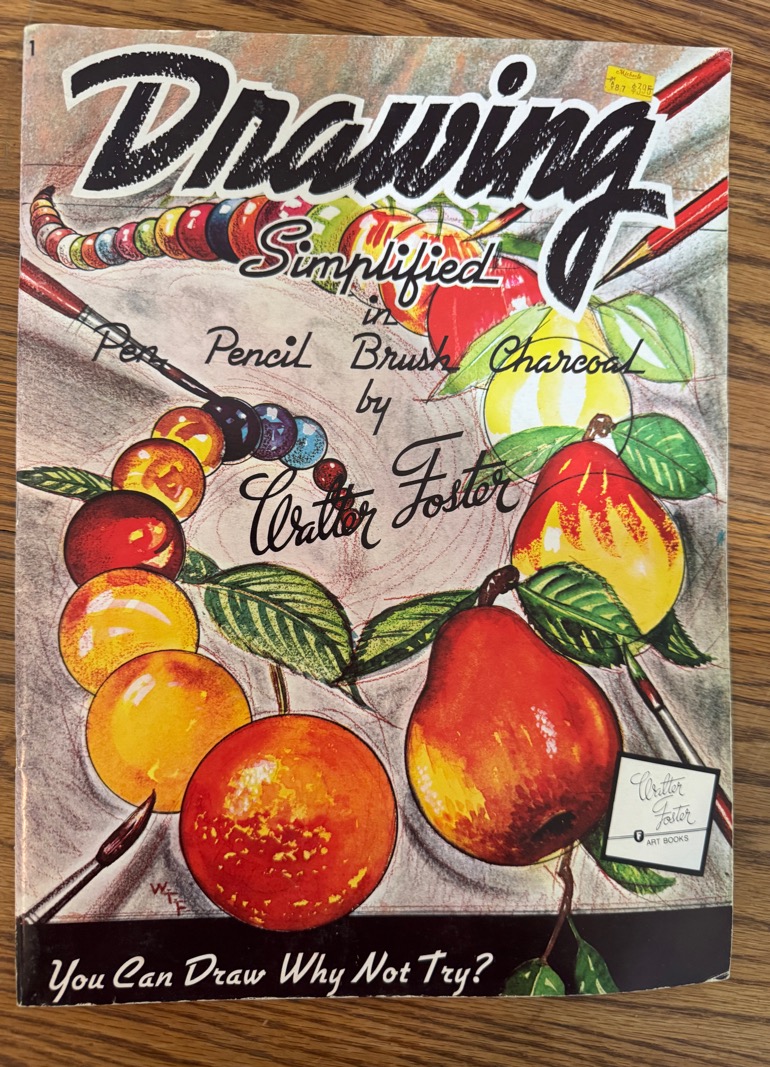 1
Drawing
Simplified
in
Pen Pencil Brush Charcoal
by
Walter Foster
Walter
Foster
F ART BOOKS
W.T.F
You Can Draw Why Not Try?